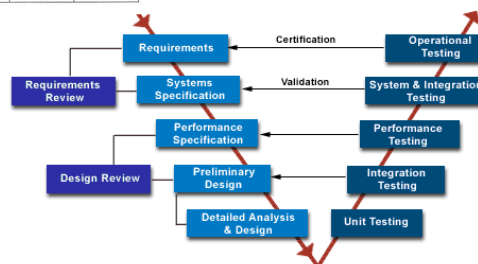 Requirements
Certification
Operational
Testing
Requirements
Review
Systems
Specification
Validation
System & Integration
Testing
Performance
Specification
Performance
Testing
Design Review
Preliminary
Design
Integration
Testing
Detailed Analysis
& Design
Unit Testing